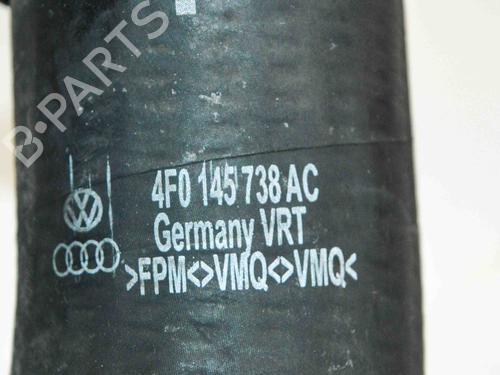 B-PARTS
4F0 145 738 AC
Germany VRT
>FPM<>VMQ<>VMQ<